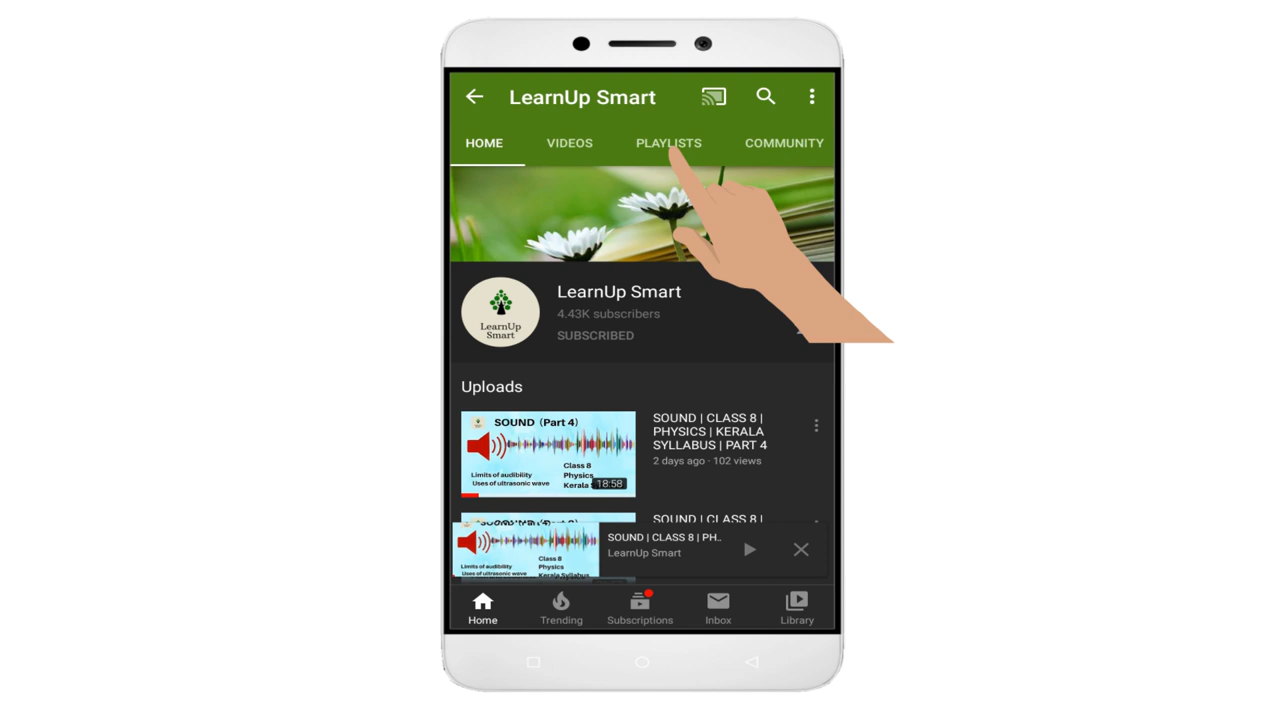 LearnUp Smart
HOME VIDEOS PLAYLISTS COMMUNITY
LearnUp Smart
4.43K subscribers
SUBSCRIBED
LearnUp
Smart
Uploads
SOUND (Part 4)
Limits of audibility
Uses of ultrasonic wave
Class 8
Physics
Kerala
18:58
SOUND | CLASS 8 |
PHYSICS | KERALA
SYLLABUS | PART 4
2 days ago · 102 views
SOUND | CLASS 8 |
Limits of audibility
Uses of ultrasonic wave
Class 8
Physics
Kerala Syllabus
SOUND | CLASS 8 | PH..
LearnUp Smart
Home Trending Subscriptions Inbox Library